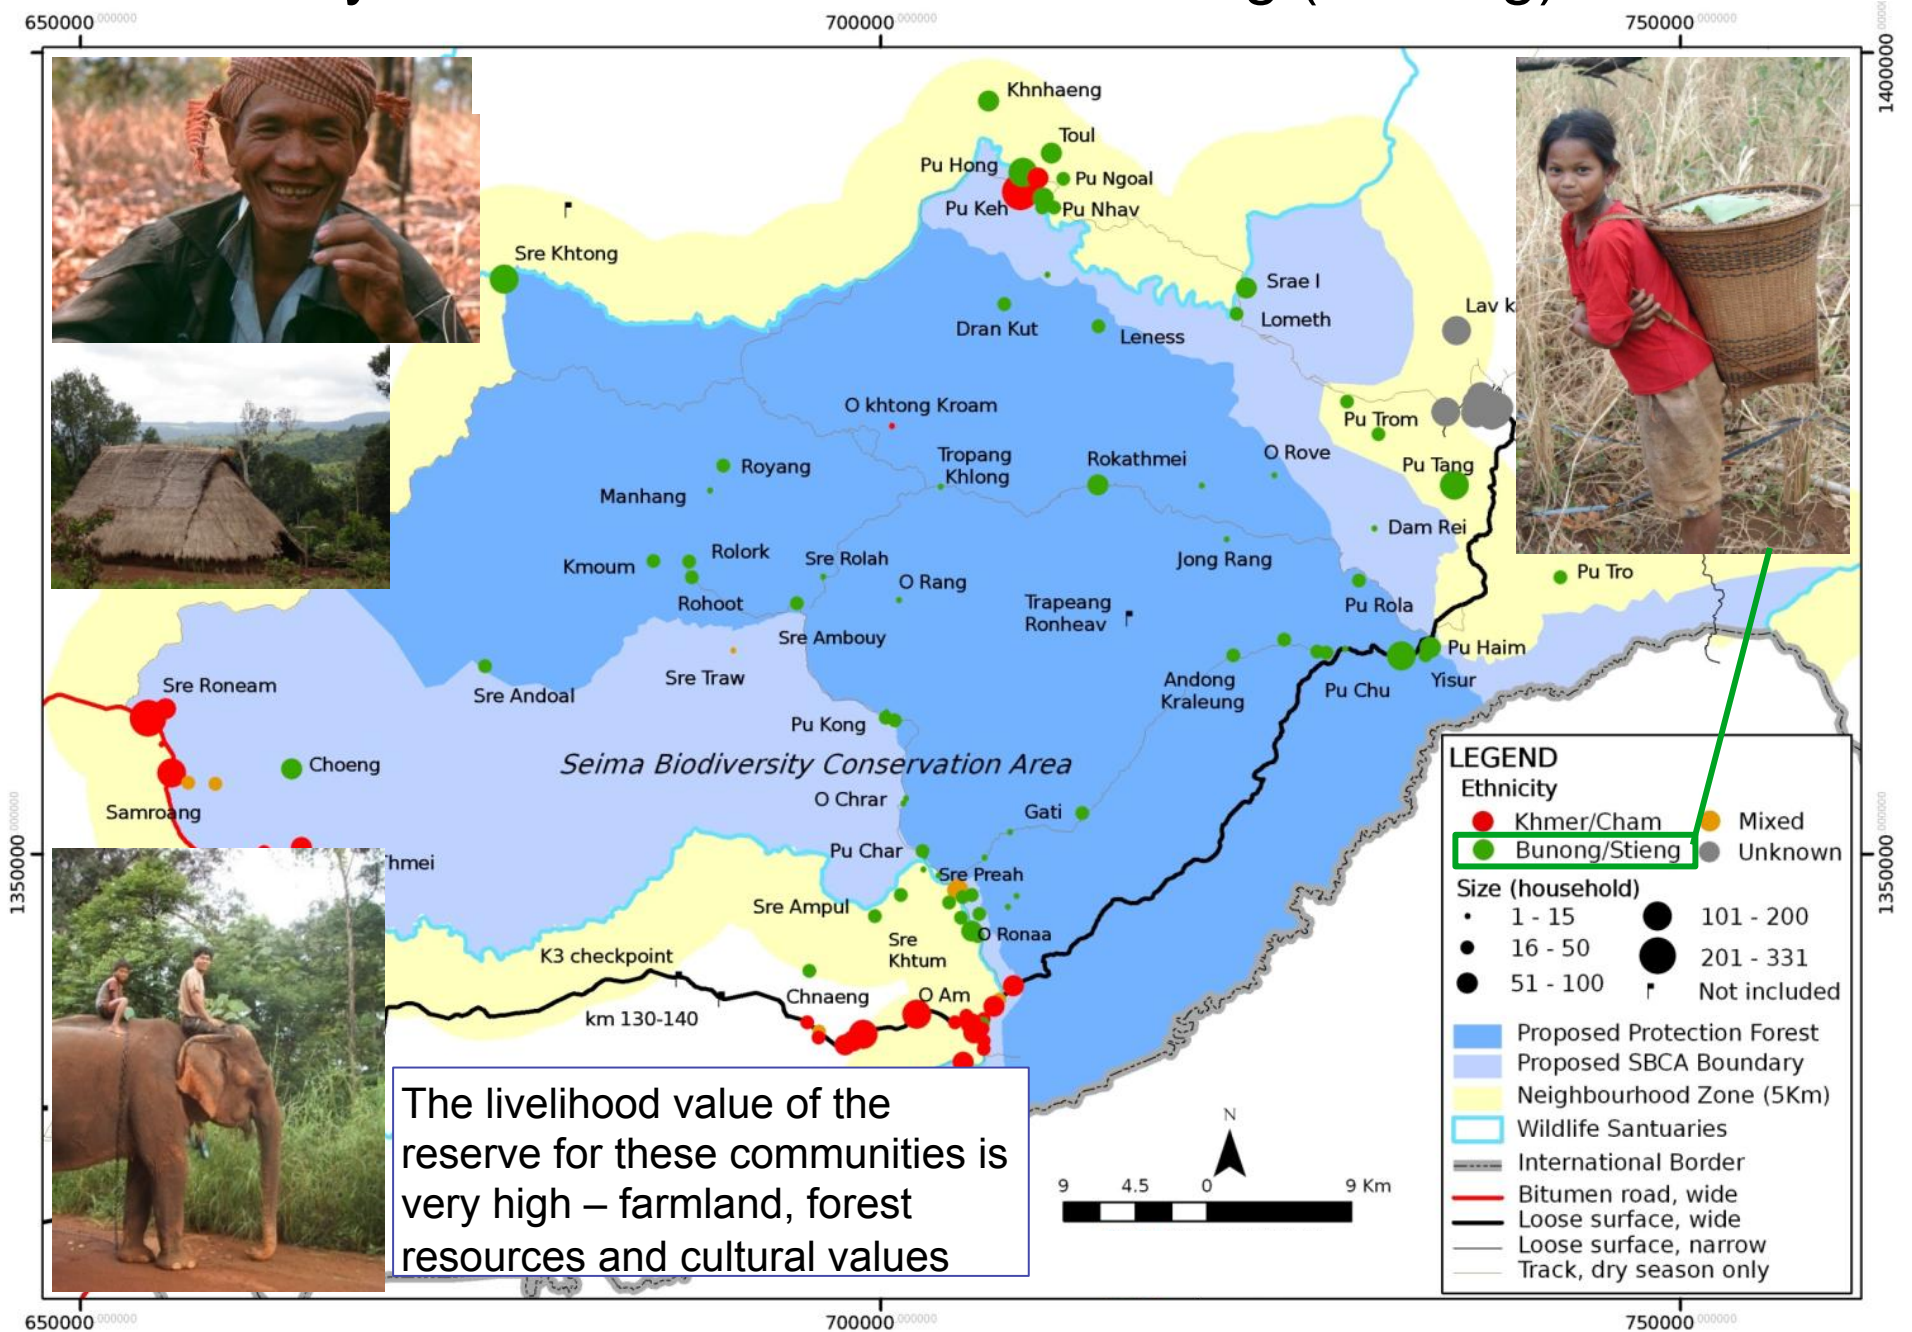 650000
700000
750000
1400000
1400000
Khnhaeng
Toul
Pu Hong
Pu Ngoal
Pu Keh
Pu Nhav
Sre Khtong
Srae I
Lometh
Lav k
Dran Kut
Leness
O khtong Kroam
Pu Trom
Royang
Tropang
Khlong
Rokathmei
O Rove
Pu Tang
Manhang
Dam Rei
Kmoum
Rolork
Sre Rolah
Jong Rang
O Rang
Pu Tro
Rohoot
Trapeang
Ronheav
Pu Rola
Sre Ambouy
Pu Haim
Sre Roneam
Sre Andoal
Sre Traw
Andong
Kraleung
Pu Chu
Yisur
Pu Kong
Choeng
Seima Biodiversity Conservation Area
O Chrar
Gati
Samroang
Pu Char
hmei
Sre Preah
Sre Ampul
O Ronaa
Sre
Khtum
K3 checkpoint
Chnaeng
O Am
km 130-140
1350000
1350000
LEGEND
Ethnicity
Khmer/Cham
Mixed
Bunong/Stieng
Unknown
Size (household)
1 - 15
101 - 200
16 - 50
201 - 331
51 - 100
Not included
Proposed Protection Forest
Proposed SBCA Boundary
Neighbourhood Zone (5Km)
Wildlife Santuaries
International Border
Bitumen road, wide
Loose surface, wide
Loose surface, narrow
Track, dry season only
The livelihood value of the
reserve for these communities is
very high – farmland, forest
resources and cultural values
N
9 4.5 0 9 Km
650000
700000
750000